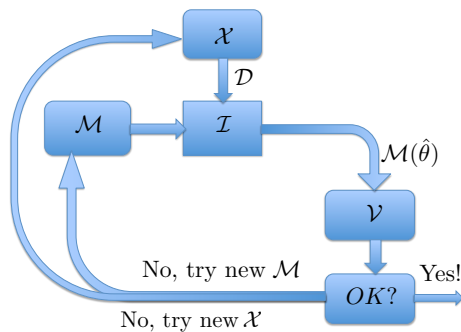 𝒳
𝒟
ℳ
ℐ
ℳ(θ̂)
𝒱
No, try new ℳ
OK?
Yes!
No, try new 𝒳